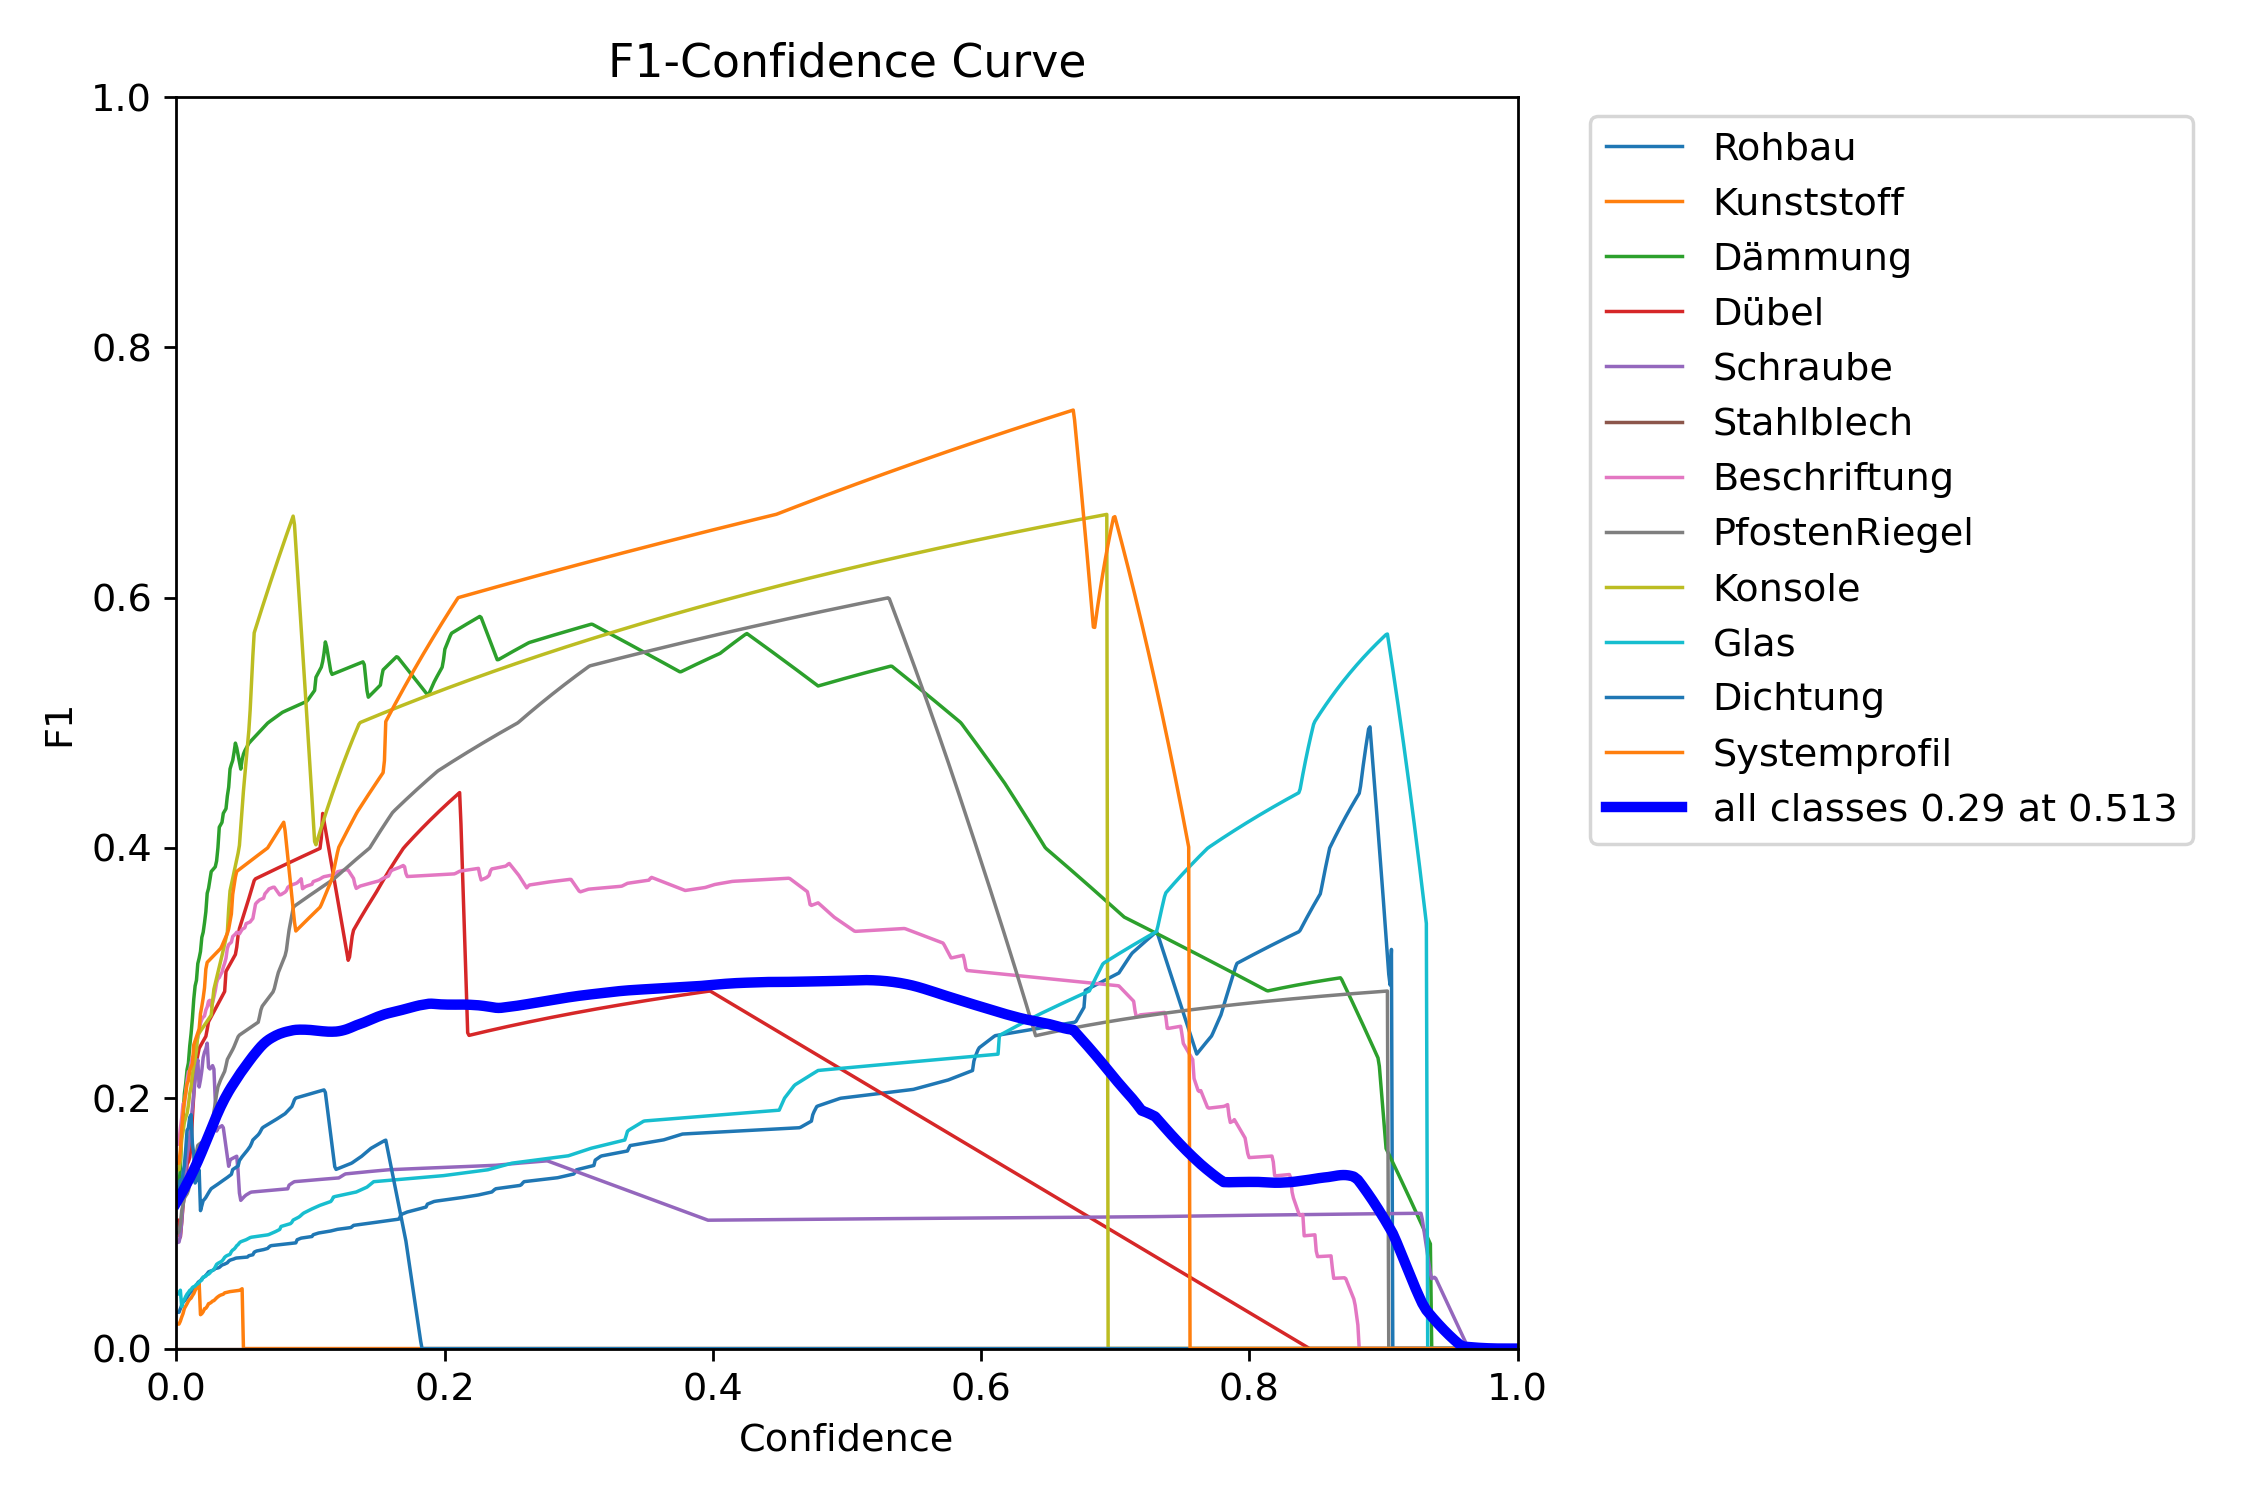 F1-Confidence Curve
1.0
0.8
0.6
0.4
0.2
0.0
F1
0.0 0.2 0.4 0.6 0.8 1.0
Confidence
Rohbau
Kunststoff
Dämmung
Dübel
Schraube
Stahlblech
Beschriftung
PfostenRiegel
Konsole
Glas
Dichtung
Systemprofil
all classes 0.29 at 0.513